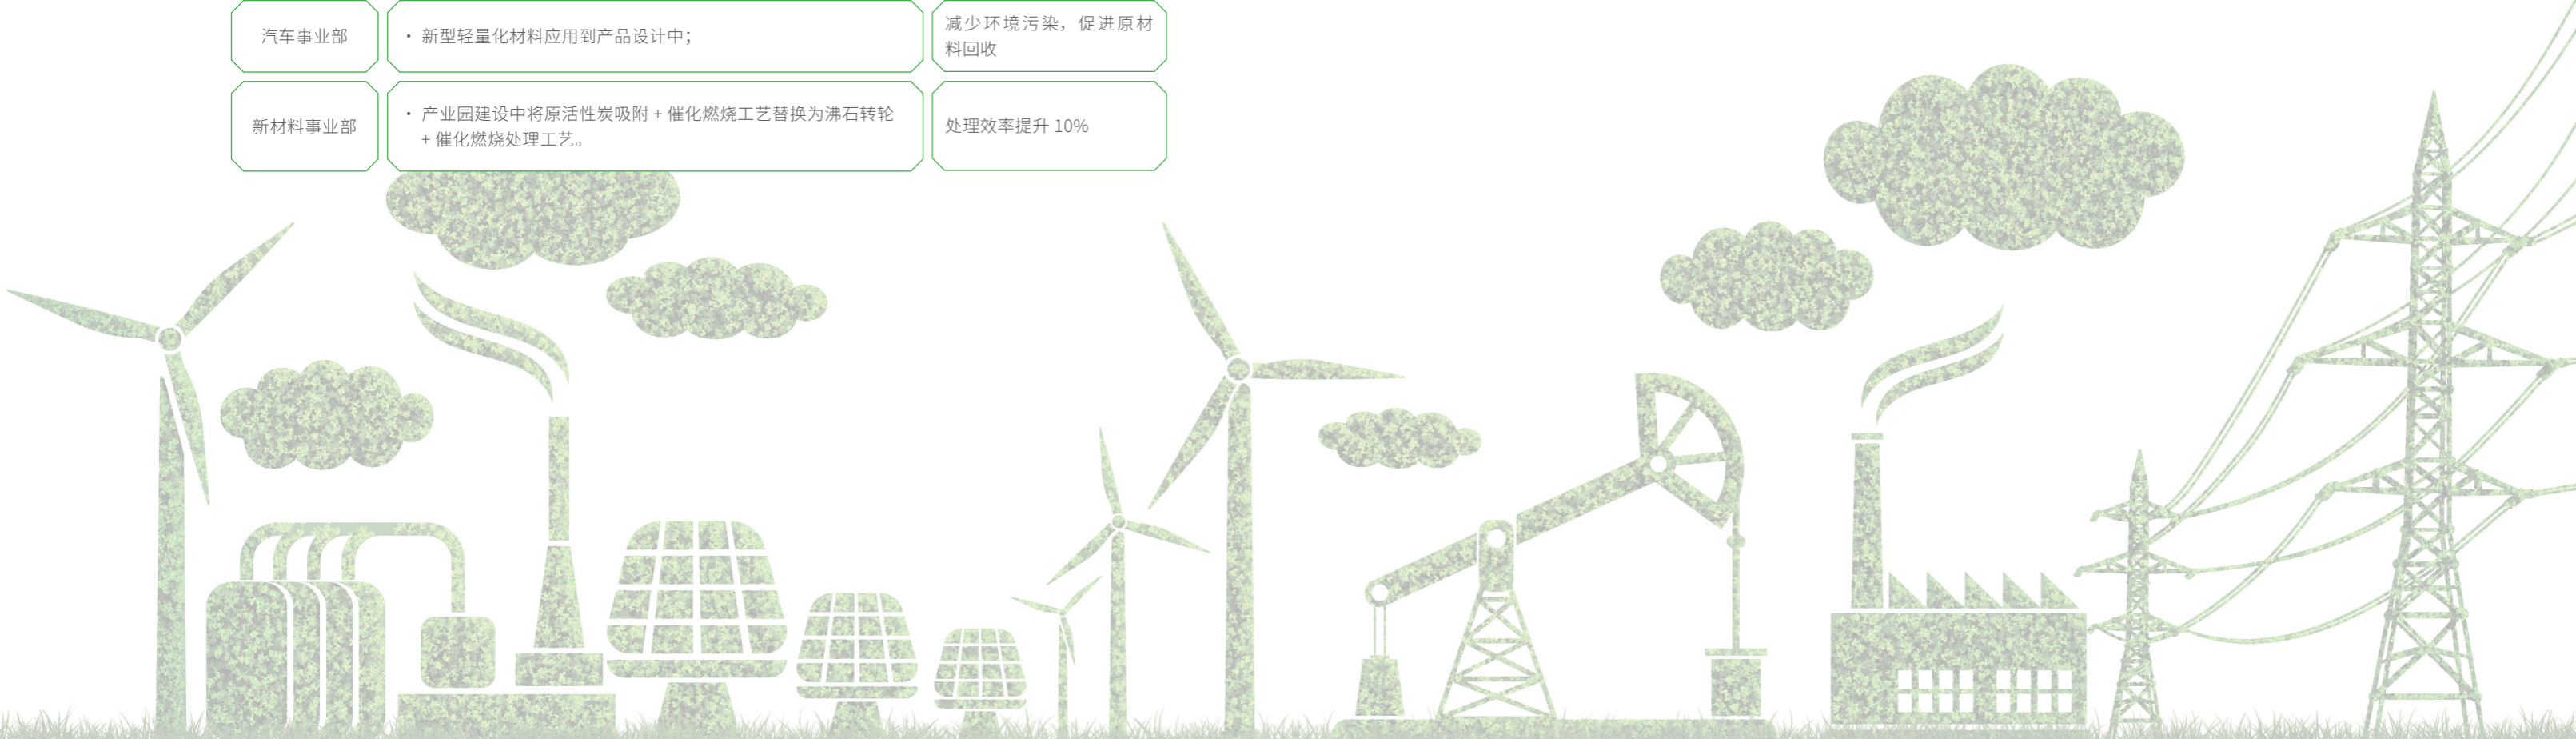 汽车事业部
· 新型轻量化材料应用到产品设计中；
减少环境污染，促进原材
料回收
新材料事业部
· 产业园建设中将原活性炭吸附 + 催化燃烧工艺替换为沸石转轮
+ 催化燃烧处理工艺。
处理效率提升 10%